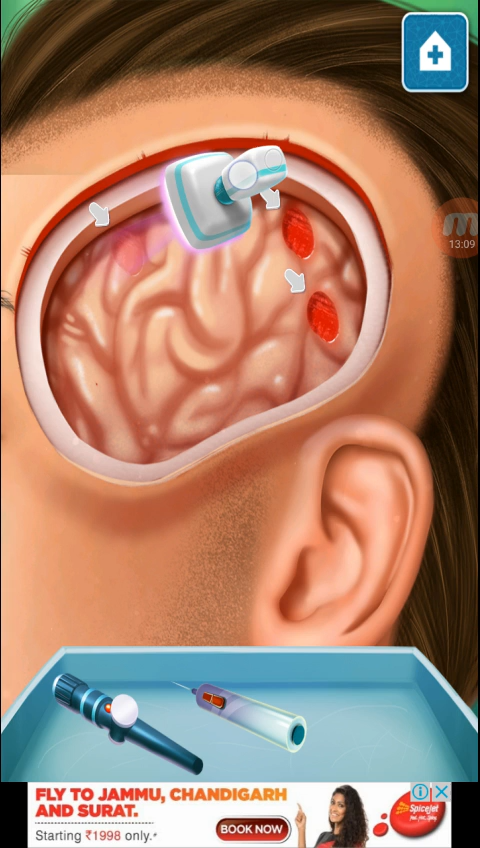 13:09
FLY TO JAMMU, CHANDIGARH
AND SURAT.
Starting ₹1998 only.*
BOOK NOW
SpiceJet